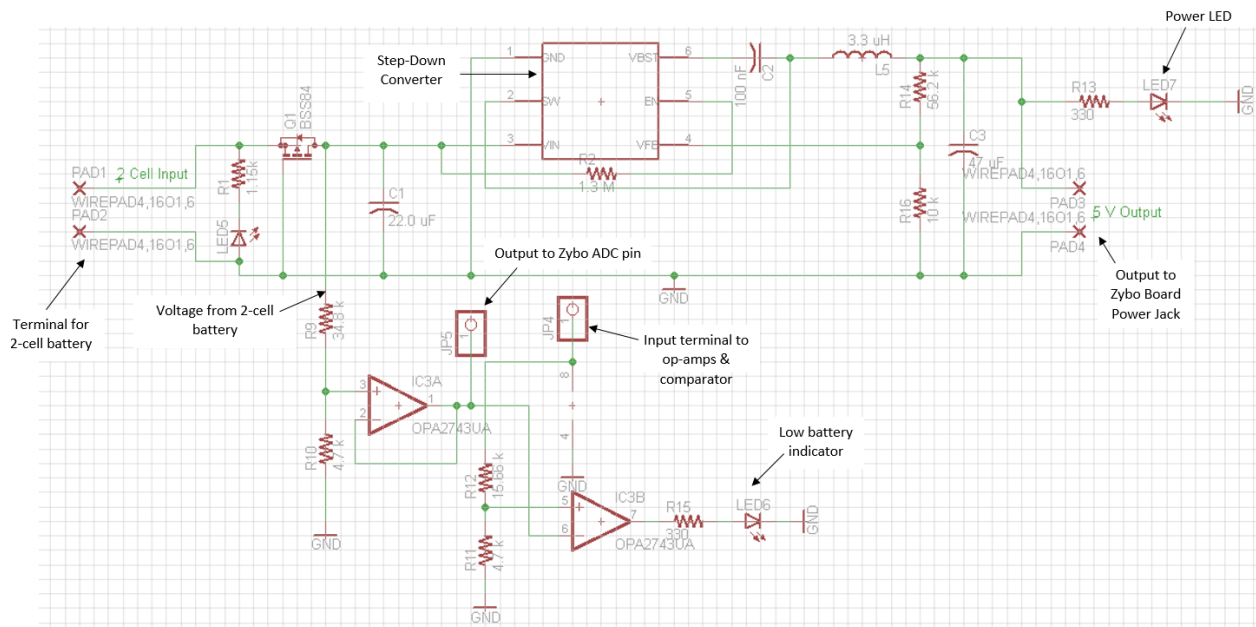 Power LED
Step-Down
Converter
1
GND
VBST
6
2
SW
EN
5
3
VIN
VFB
4
R2
1.3 M
100 nF
C2
3.3 uH
L5
R14
56.2 k
R13
330
LED7
GND
Q1
BSS84
C3
47 uF
PAD1
2 Cell Input
WIREPAD4,16O1,6
PAD2
WIREPAD4,16O1,6
R1
1.15k
LED5
C1
22.0 uF
R16
10 k
WIREPAD4,16O1,6
PAD3
WIREPAD4,16O1,6
5 V Output
PAD4
Output to Zybo ADC pin
GND
Output to
Zybo Board
Power Jack
Terminal for
2-cell battery
Voltage from 2-cell
battery
R9
34.8 k
JP5
1
JP4
1
Input terminal to
op-amps &
comparator
8
4
GND
3
2
1
IC3A
OPA2743UA
R10
4.7 k
GND
Low battery
indicator
R12
15.66 k
5
6
7
IC3B
OPA2743UA
R15
330
LED6
GND
R11
4.7 k
GND